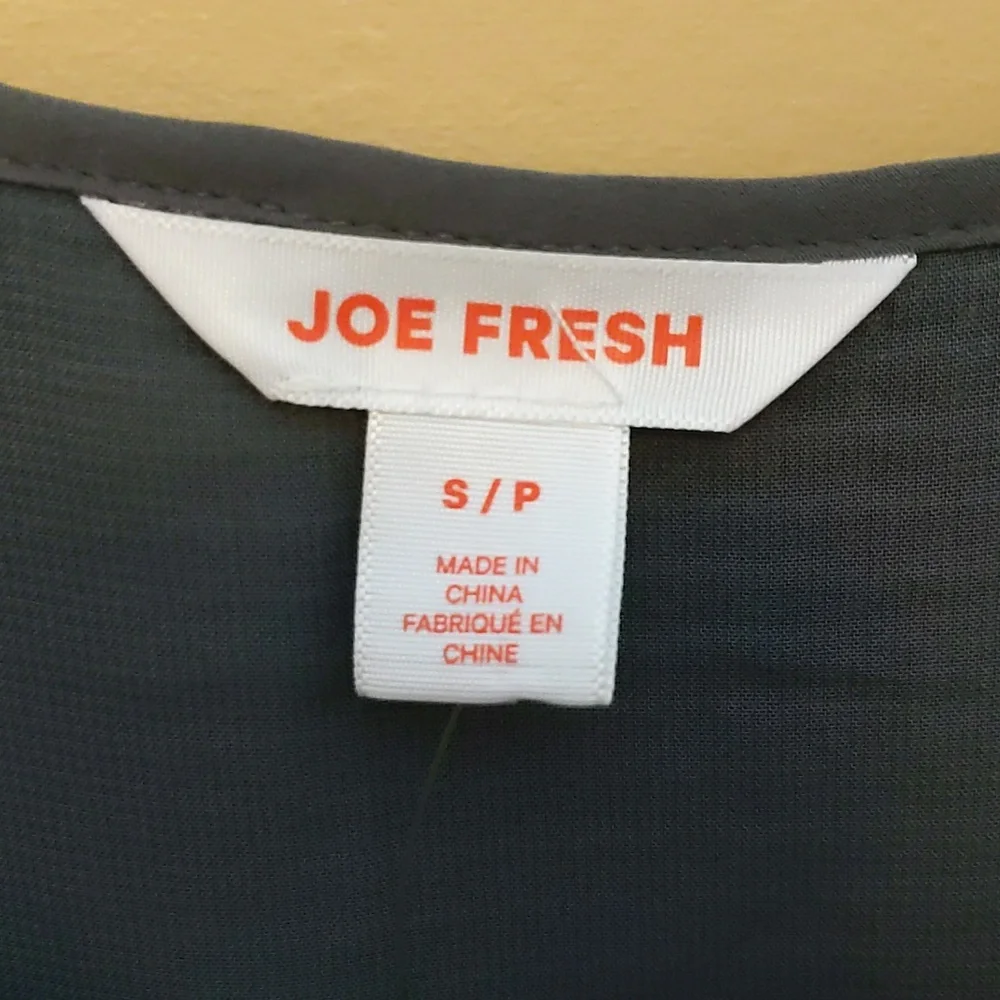 JOE FRESH
S / P
MADE IN
CHINA
FABRIQUÉ EN
CHINE